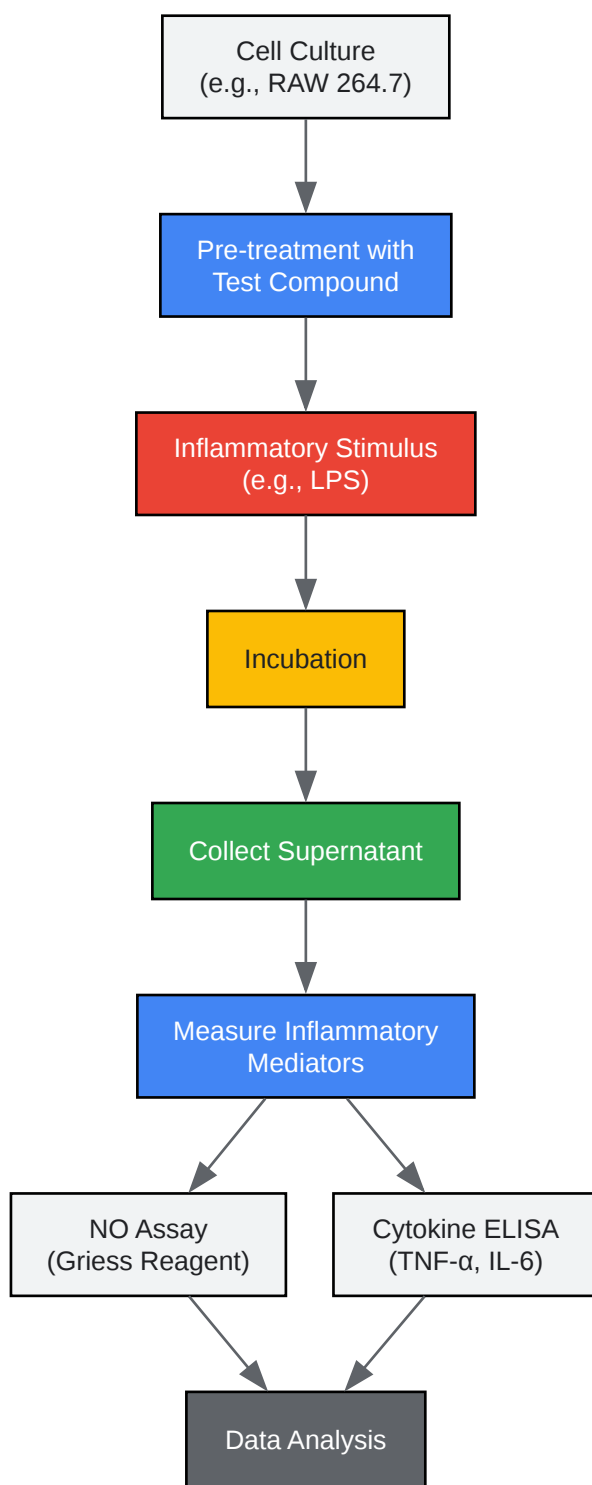 Cell Culture
(e.g., RAW 264.7)
Pre-treatment with
Test Compound
Inflammatory Stimulus
(e.g., LPS)
Incubation
Collect Supernatant
Measure Inflammatory
Mediators
NO Assay
(Griess Reagent)
Cytokine ELISA
(TNF-α, IL-6)
Data Analysis